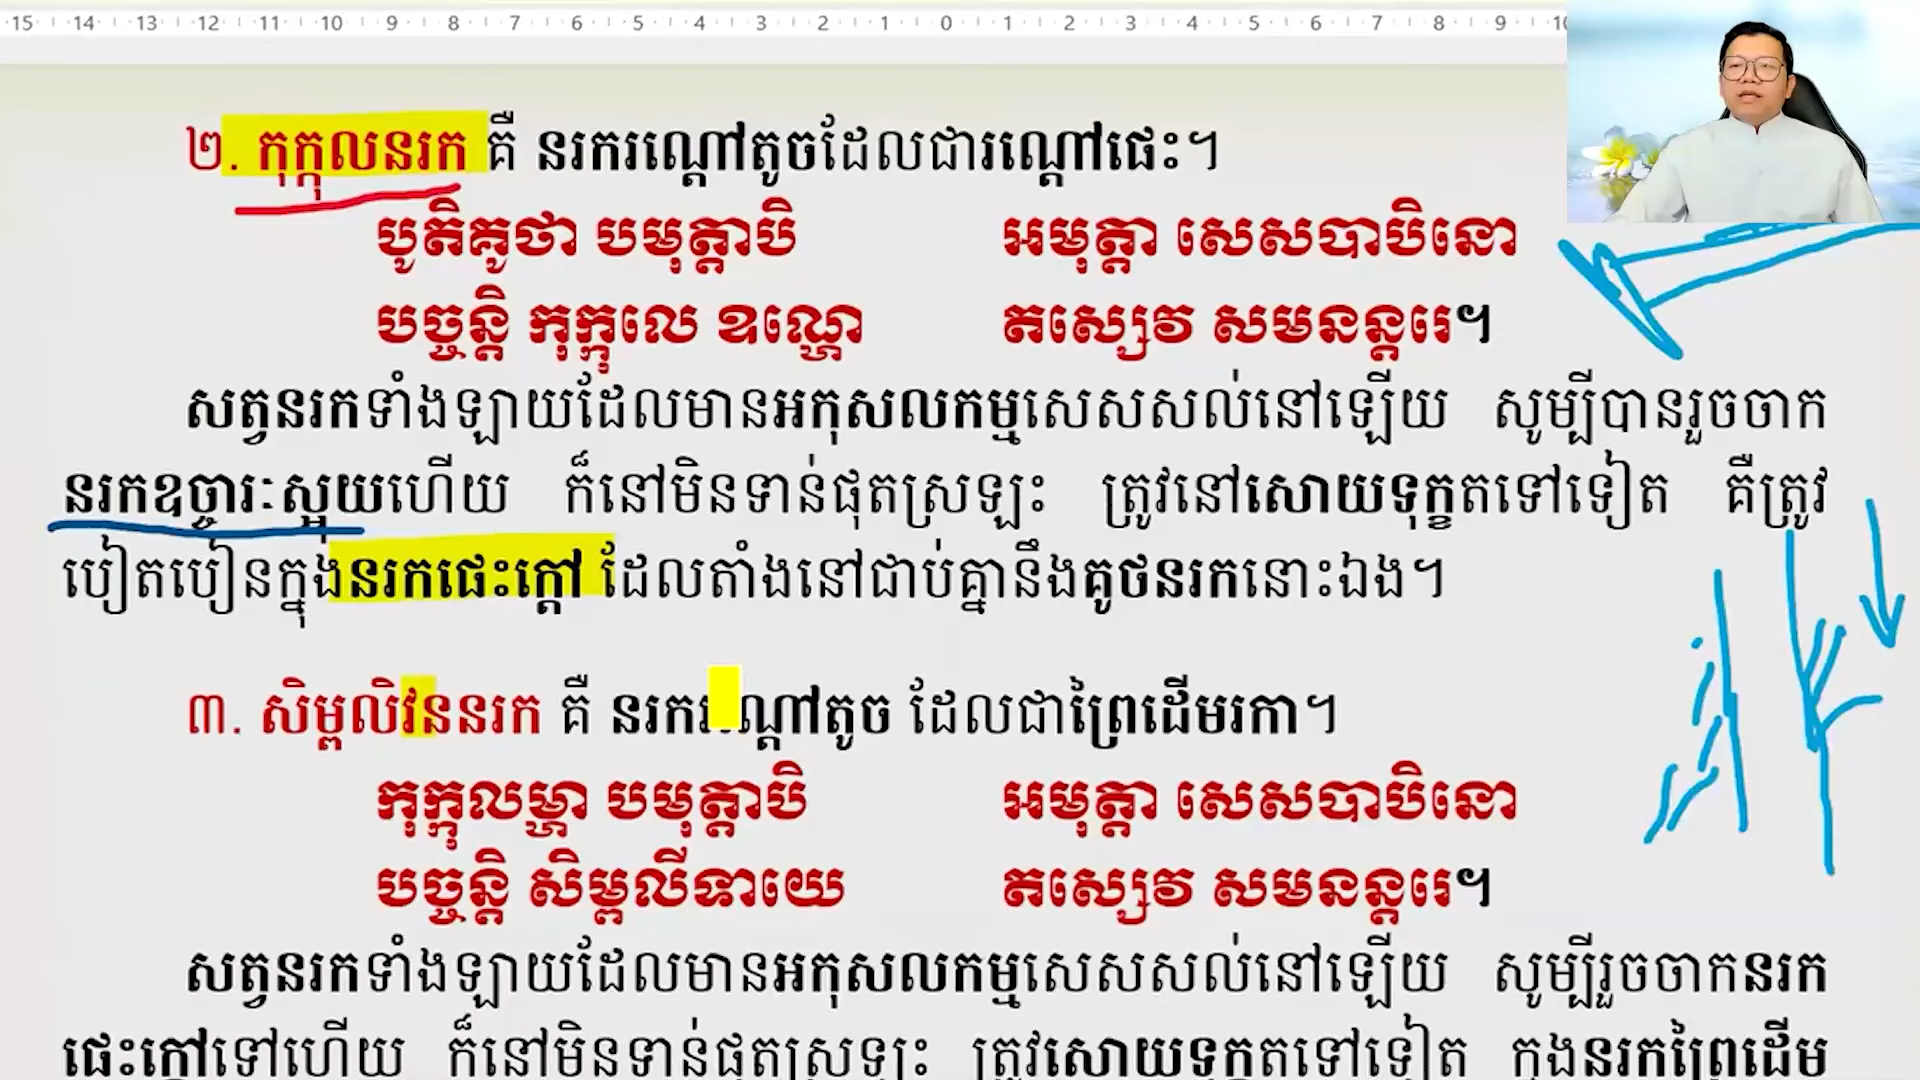 15 14 13 12 11 10 9 8 7 6 5 4 3 2 1 0 1 2 3 4 5 6 7 8 9 10
២. កុក្កុលនរក គឺ នរករណ្ដៅតូចដែលជារណ្ដៅផេះ។
បូតិគូថា បមុត្តាបិ អមុត្តា សេសបាបិនោ
បច្ចន្តិ កុក្កុលេ ឧណ្ហេ តស្សេវ សមនន្តរេ។
សត្វនរកទាំងឡាយដែលមានអកុសលកម្មសេសសល់នៅឡើយ សូម្បីបានរួចចាក
នរកឧច្ចារៈស្អុយហើយ ក៏នៅមិនទាន់ផុតស្រឡះ ត្រូវនៅសោយទុក្ខតទៅទៀត គឺត្រូវ
បៀតបៀនក្នុងនរកផេះក្ដៅ ដែលតាំងនៅជាប់គ្នានឹងគូថនរកនោះឯង។
៣. សិម្ពលិវននរក គឺ នរករណ្ដៅតូច ដែលជាព្រៃដើមរកា។
កុក្កុលម្ហា បមុត្តាបិ អមុត្តា សេសបាបិនោ
បច្ចន្តិ សិម្ពលីទាយេ តស្សេវ សមនន្តរេ។
សត្វនរកទាំងឡាយដែលមានអកុសលកម្មសេសសល់នៅឡើយ សូម្បីរួចចាកនរក
ផេះក្ដៅទៅហើយ ក៏នៅមិនទាន់ផុតស្រឡះ ត្រូវសោយទុក្ខតទៅទៀត ក្នុងនរកព្រៃដើម